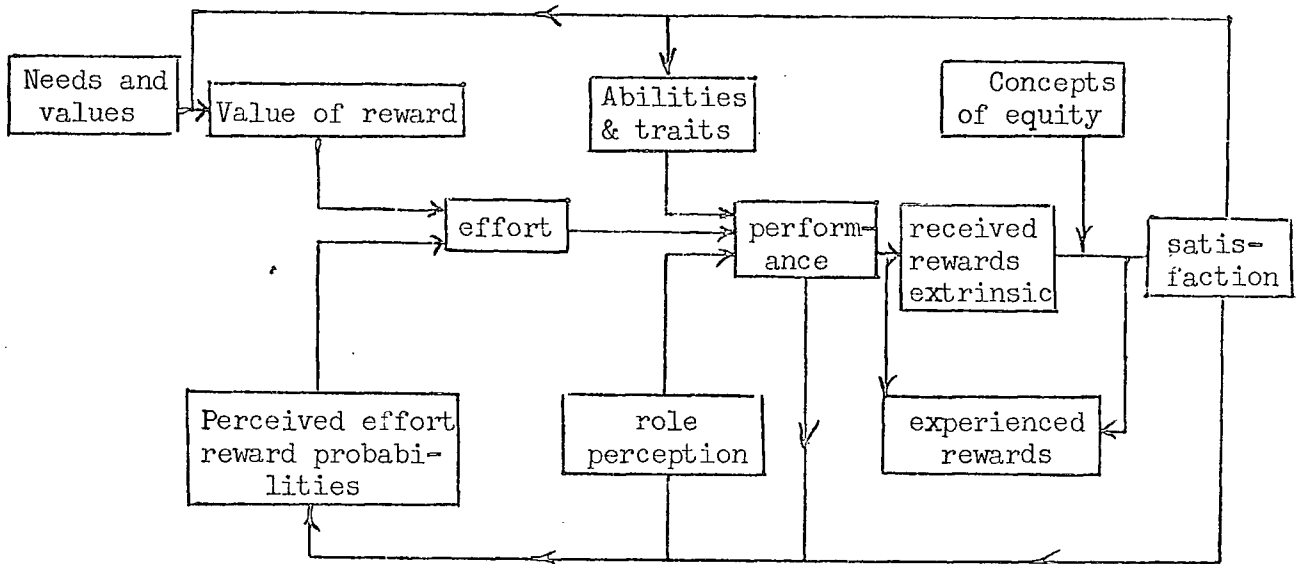 Needs and
values
Value of reward
Abilities
& traits
Concepts
of equity
effort
perform-
ance
received
rewards
extrinsic
satis-
faction
Perceived effort
reward probabi-
lities
role
perception
experienced
rewards